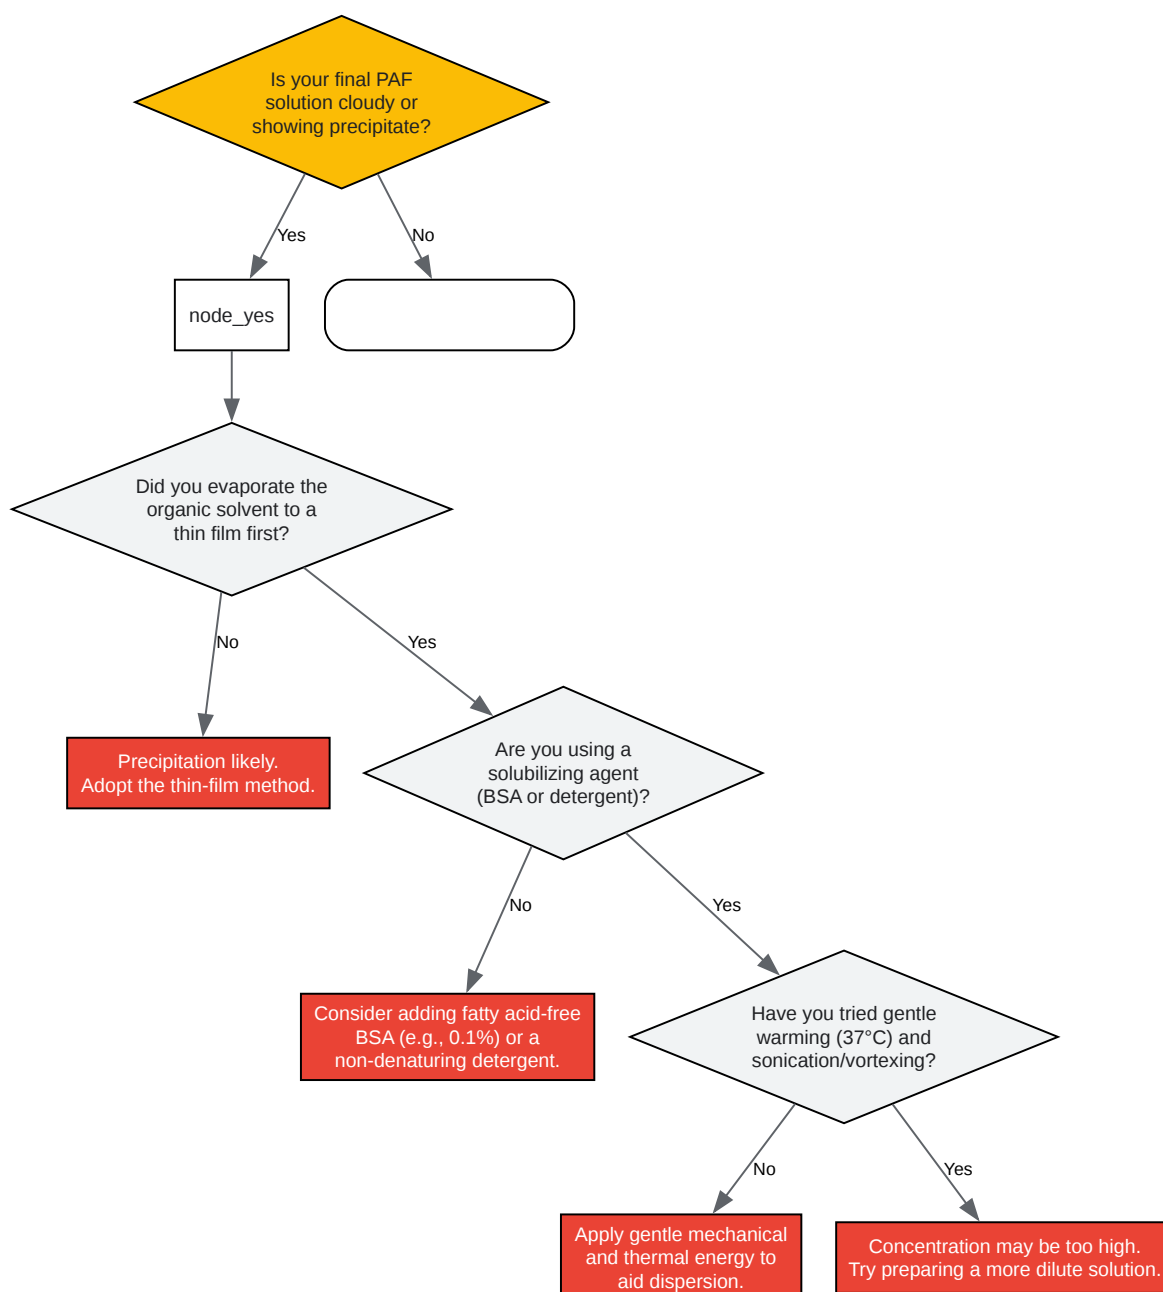 Is your final PAF
solution cloudy or
showing precipitate?
Yes
No
node_yes
Did you evaporate the
organic solvent to a
thin film first?
No
Yes
Precipitation likely.
Adopt the thin-film method.
Are you using a
solubilizing agent
(BSA or detergent)?
No
Yes
Consider adding fatty acid-free
BSA (e.g., 0.1%) or a
non-denaturing detergent.
Have you tried gentle
warming (37°C) and
sonication/vortexing?
No
Yes
Apply gentle mechanical
and thermal energy to
aid dispersion.
Concentration may be too high.
Try preparing a more dilute solution.